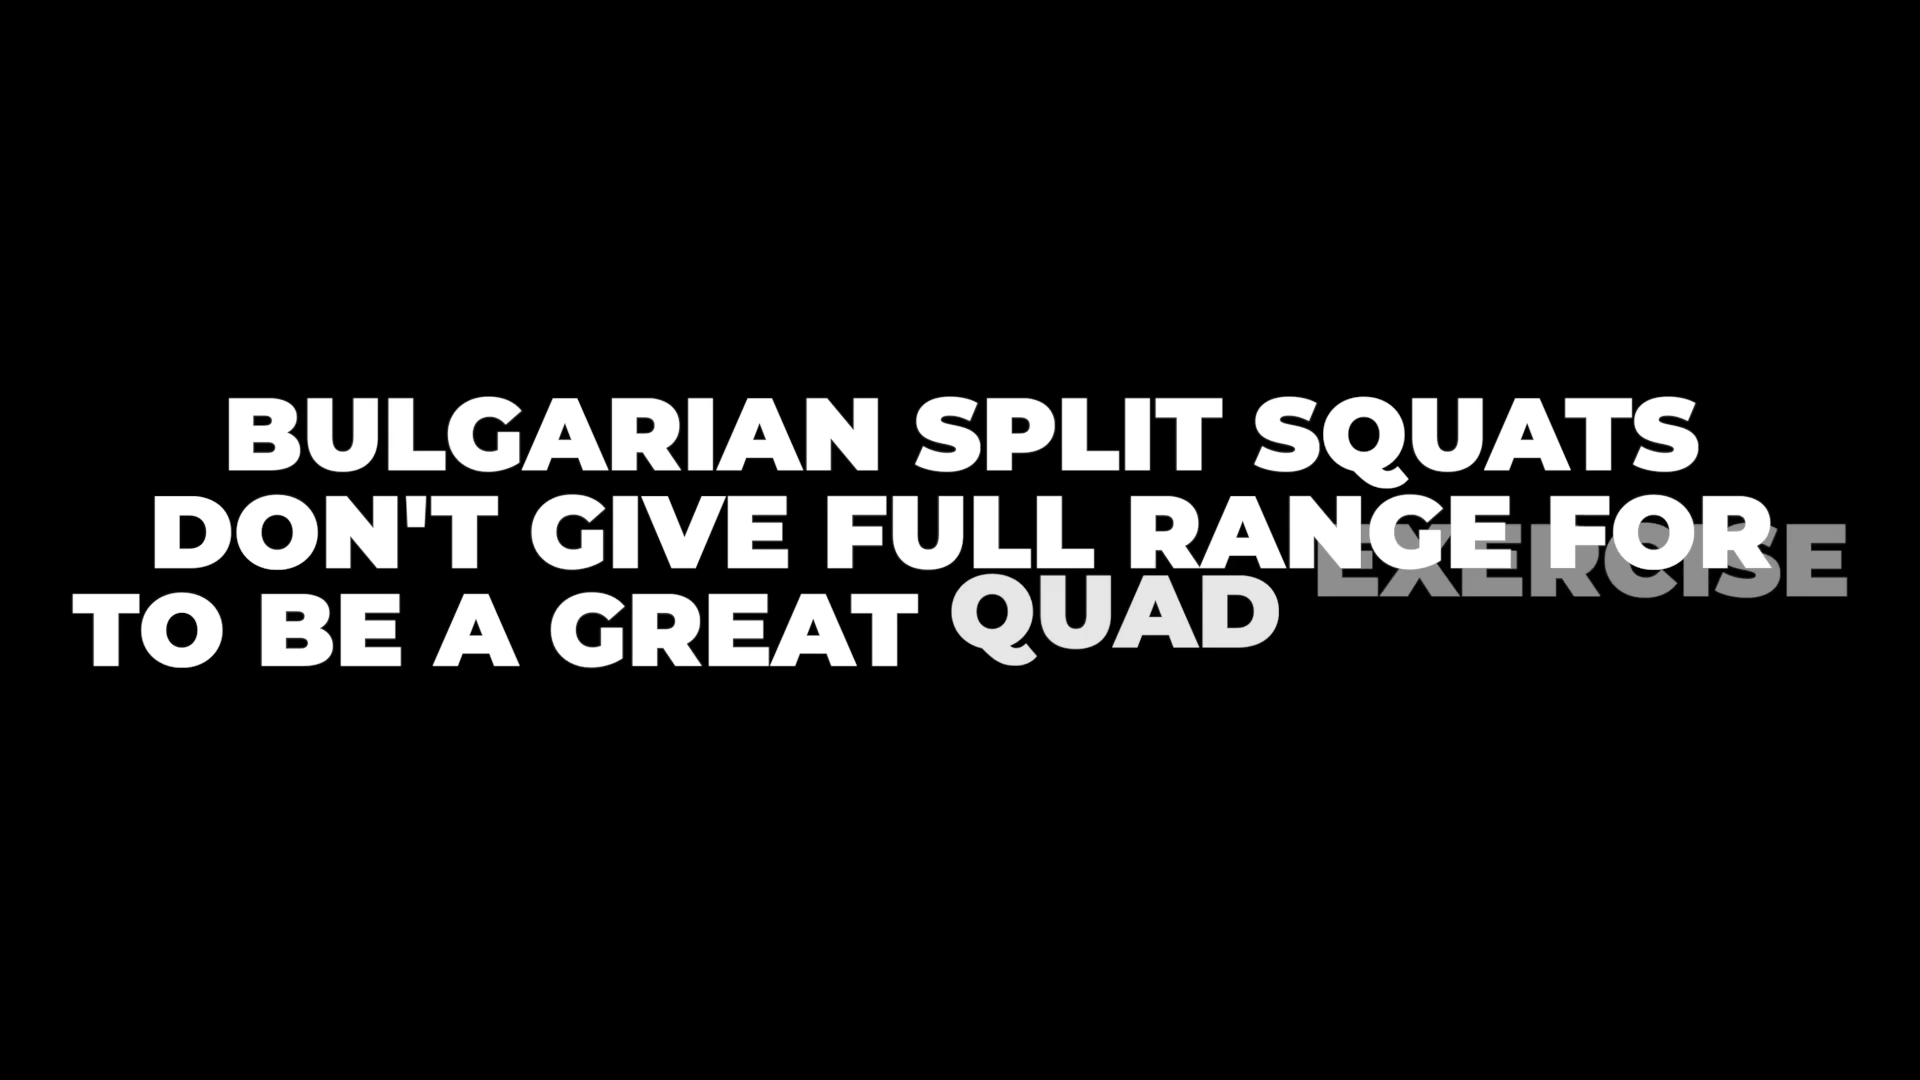 BULGARIAN SPLIT SQUATS
DON'T GIVE FULL RANGE FOR
TO BE A GREAT QUAD EXERCISE